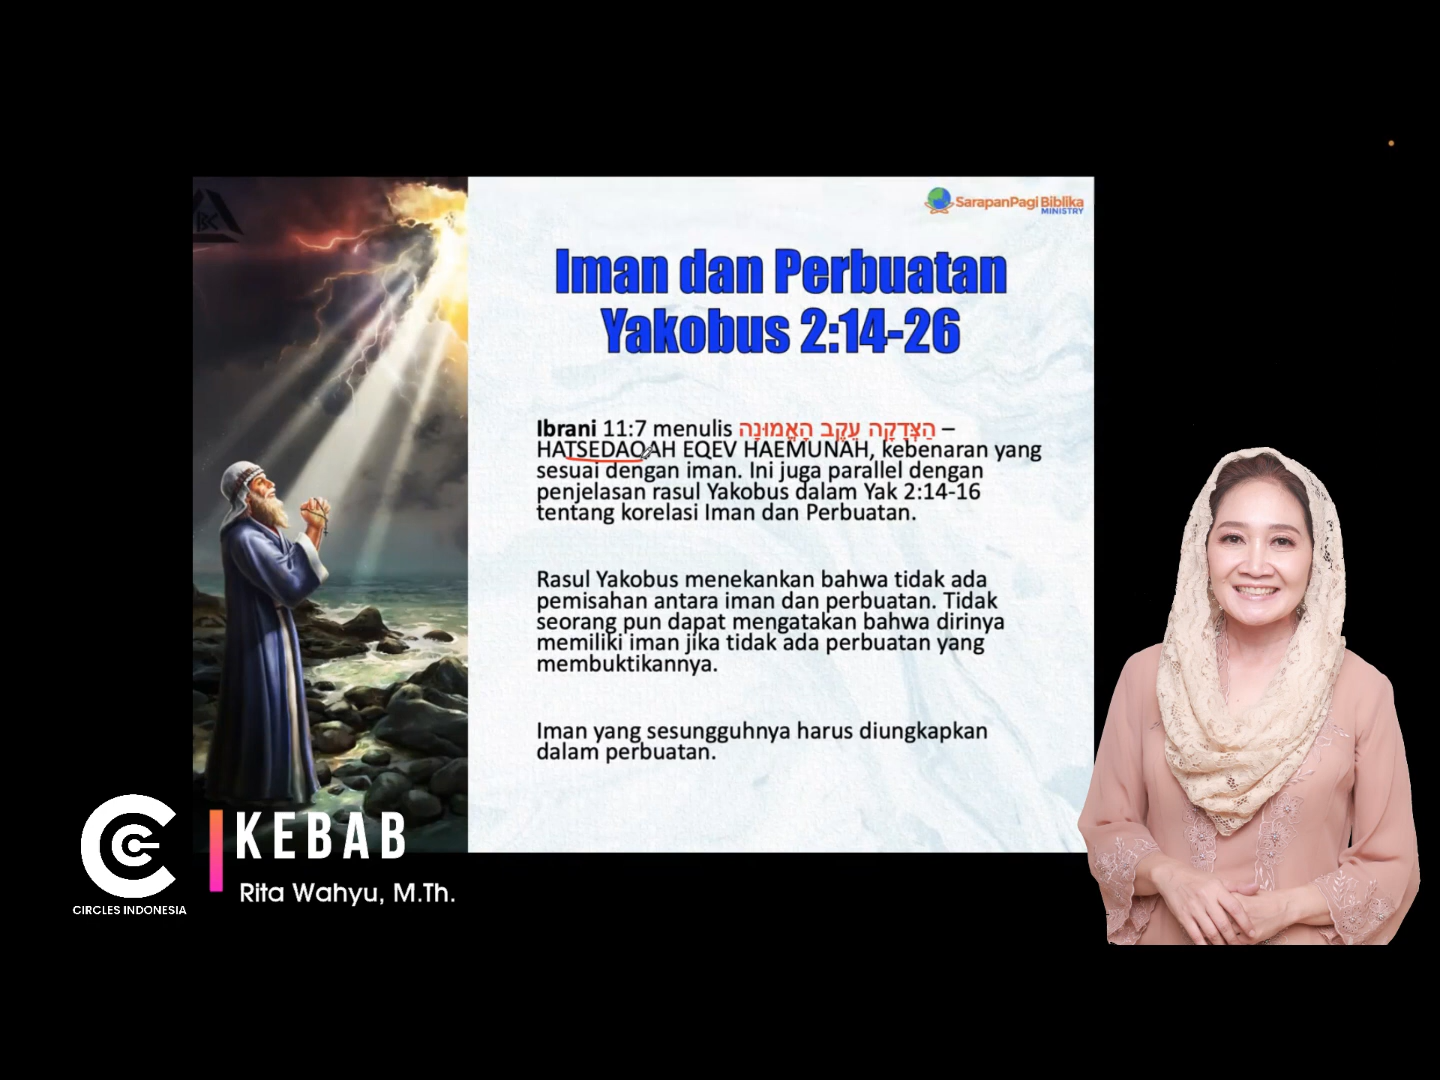 SarapanPagi Biblika
MINISTRY
Iman dan Perbuatan
Yakobus 2:14-26
Ibrani 11:7 menulis הַצְּדָקָה עֵקֶב הָאֱמוּנָה –
HATSEDAQAH EQEV HAEMUNAH, kebenaran yang
sesuai dengan iman. Ini juga parallel dengan
penjelasan rasul Yakobus dalam Yak 2:14-16
tentang korelasi Iman dan Perbuatan.
Rasul Yakobus menekankan bahwa tidak ada
pemisahan antara iman dan perbuatan. Tidak
seorang pun dapat mengatakan bahwa dirinya
memiliki iman jika tidak ada perbuatan yang
membuktikannya.
Iman yang sesungguhnya harus diungkapkan
dalam perbuatan.
KEBAB
Rita Wahyu, M.Th.
CIRCLES INDONESIA